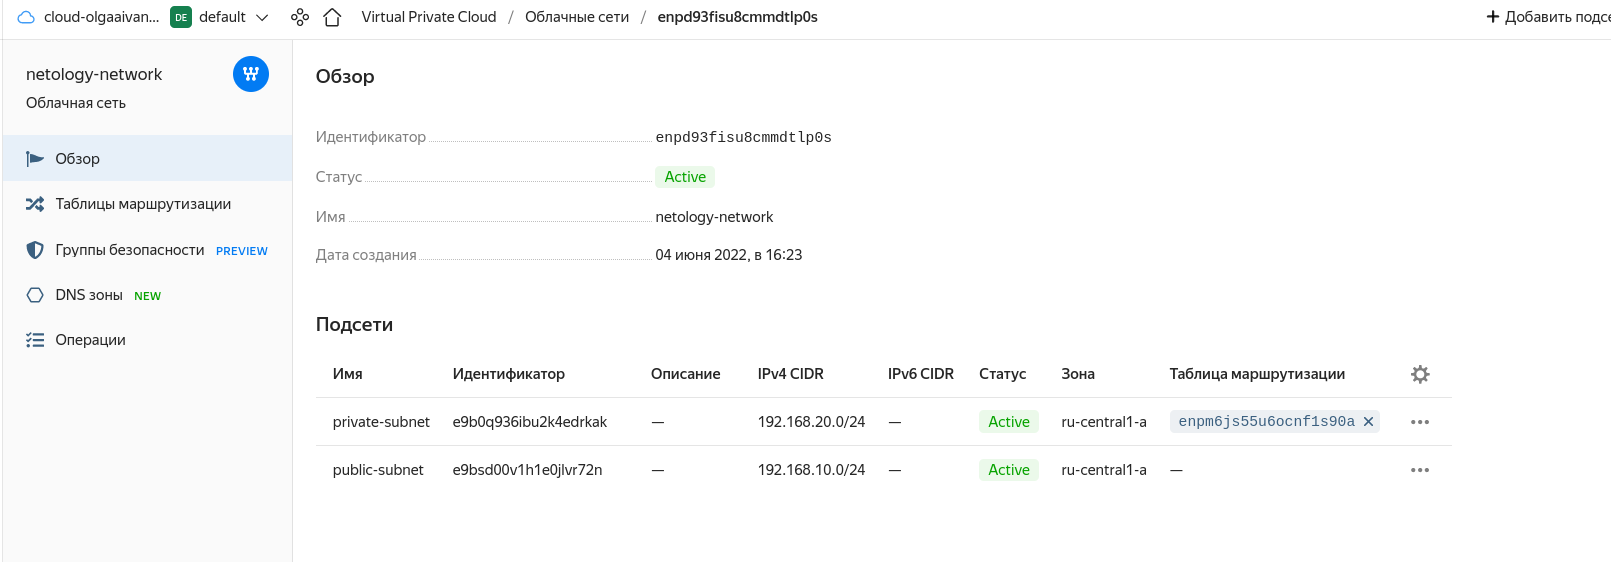 cloud-olgaaivan... DE default Virtual Private Cloud / Облачные сети / enpd93fisu8cmmdtlp0s + Добавить подсе
netology-network
Облачная сеть
Обзор
Таблицы маршрутизации
Группы безопасности PREVIEW
DNS зоны NEW
Операции
Обзор
Идентификатор enpd93fisu8cmmdtlp0s
Статус Active
Имя netology-network
Дата создания 04 июня 2022, в 16:23
Подсети
Имя Идентификатор Описание IPv4 CIDR IPv6 CIDR Статус Зона Таблица маршрутизации
private-subnet e9b0q936ibu2k4edrkak — 192.168.20.0/24 — Active ru-central1-a enpm6js55u6ocnf1s90a ×
public-subnet e9bsd00v1h1e0jlvr72n — 192.168.10.0/24 — Active ru-central1-a —